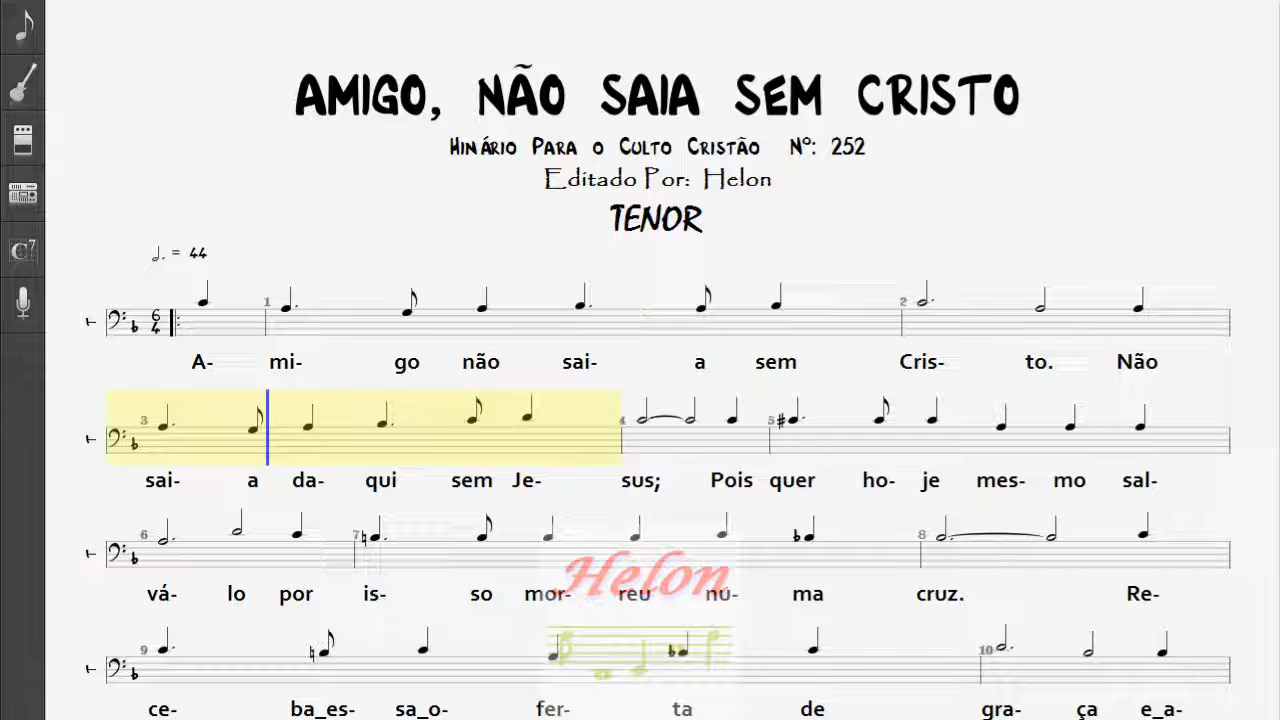 AMIGO, NÃO SAIA SEM CRISTO
HINÁRIO PARA O CULTO CRISTÃO Nº: 252
Editado Por: Helon
TENOR
𝅗𝅥. = 44
A- mi- go não sai- a sem Cris- to. Não
sai- a da- qui sem Je- sus; Pois quer ho- je mes- mo sal-
vá- lo por is- so mor- reu nu- ma cruz. Re-
Helon
ce- ba_es- sa_o- fer- ta de gra- ça e_a-